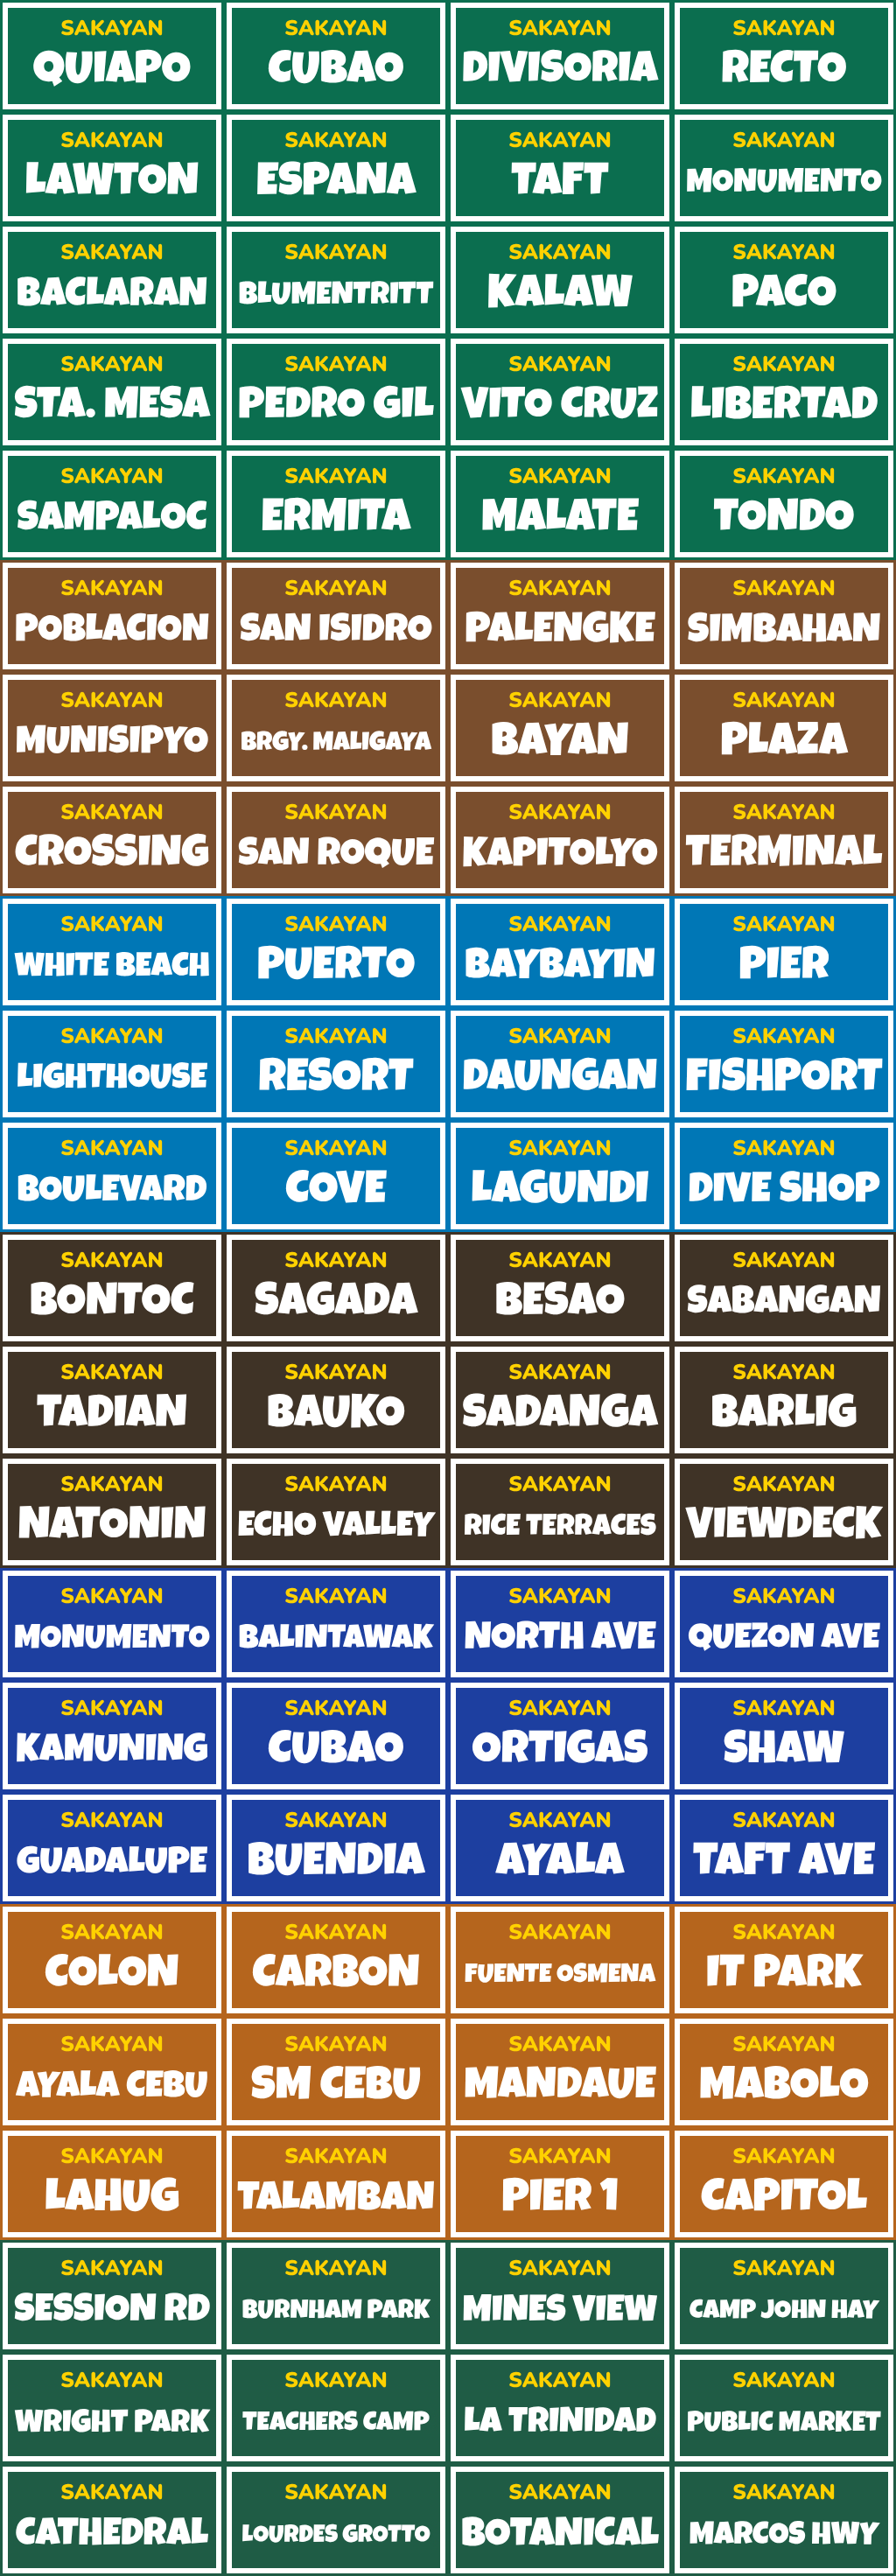 SAKAYAN SAKAYAN SAKAYAN SAKAYAN
QUIAPO CUBAO DIVISORIA RECTO
SAKAYAN SAKAYAN SAKAYAN SAKAYAN
LAWTON ESPANA TAFT MONUMENTO
SAKAYAN SAKAYAN SAKAYAN SAKAYAN
BACLARAN BLUMENTRITT KALAW PACO
SAKAYAN SAKAYAN SAKAYAN SAKAYAN
STA. MESA PEDRO GIL VITO CRUZ LIBERTAD
SAKAYAN SAKAYAN SAKAYAN SAKAYAN
SAMPALOC ERMITA MALATE TONDO
SAKAYAN SAKAYAN SAKAYAN SAKAYAN
POBLACION SAN ISIDRO PALENGKE SIMBAHAN
SAKAYAN SAKAYAN SAKAYAN SAKAYAN
MUNISIPYO BRGY. MALIGAYA BAYAN PLAZA
SAKAYAN SAKAYAN SAKAYAN SAKAYAN
CROSSING SAN ROQUE KAPITOLYO TERMINAL
SAKAYAN SAKAYAN SAKAYAN SAKAYAN
WHITE BEACH PUERTO BAYBAYIN PIER
SAKAYAN SAKAYAN SAKAYAN SAKAYAN
LIGHTHOUSE RESORT DAUNGAN FISHPORT
SAKAYAN SAKAYAN SAKAYAN SAKAYAN
BOULEVARD COVE LAGUNDI DIVE SHOP
SAKAYAN SAKAYAN SAKAYAN SAKAYAN
BONTOC SAGADA BESAO SABANGAN
SAKAYAN SAKAYAN SAKAYAN SAKAYAN
TADIAN BAUKO SADANGA BARLIG
SAKAYAN SAKAYAN SAKAYAN SAKAYAN
NATONIN ECHO VALLEY RICE TERRACES VIEWDECK
SAKAYAN SAKAYAN SAKAYAN SAKAYAN
MONUMENTO BALINTAWAK NORTH AVE QUEZON AVE
SAKAYAN SAKAYAN SAKAYAN SAKAYAN
KAMUNING CUBAO ORTIGAS SHAW
SAKAYAN SAKAYAN SAKAYAN SAKAYAN
GUADALUPE BUENDIA AYALA TAFT AVE
SAKAYAN SAKAYAN SAKAYAN SAKAYAN
COLON CARBON FUENTE OSMENA IT PARK
SAKAYAN SAKAYAN SAKAYAN SAKAYAN
AYALA CEBU SM CEBU MANDAUE MABOLO
SAKAYAN SAKAYAN SAKAYAN SAKAYAN
LAHUG TALAMBAN PIER 1 CAPITOL
SAKAYAN SAKAYAN SAKAYAN SAKAYAN
SESSION RD BURNHAM PARK MINES VIEW CAMP JOHN HAY
SAKAYAN SAKAYAN SAKAYAN SAKAYAN
WRIGHT PARK TEACHERS CAMP LA TRINIDAD PUBLIC MARKET
SAKAYAN SAKAYAN SAKAYAN SAKAYAN
CATHEDRAL LOURDES GROTTO BOTANICAL MARCOS HWY